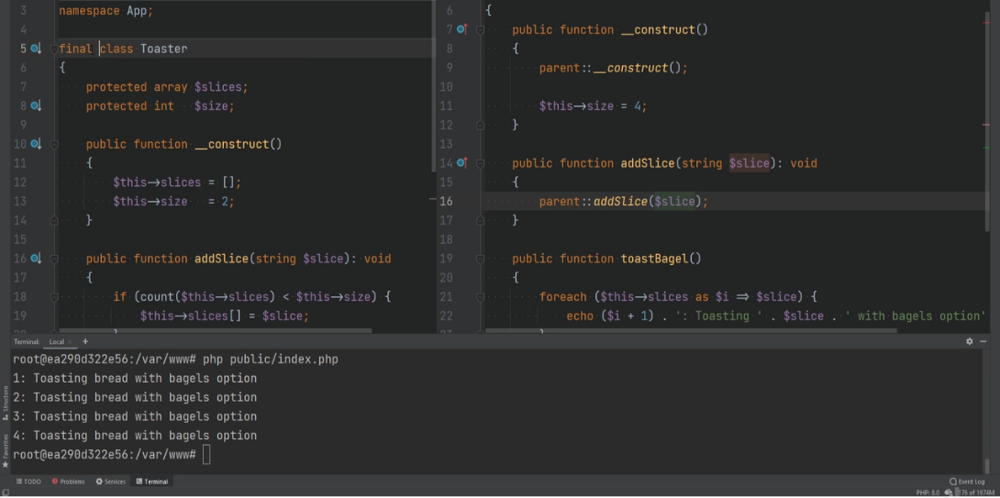 3 namespace App;
4
5 final class Toaster
6 {
7 protected array $slices;
8 protected int $size;
9
10 public function __construct()
11 {
12 $this→slices = [];
13 $this→size = 2;
14 }
15
16 public function addSlice(string $slice): void
17 {
18 if (count($this→slices) < $this→size) {
19 $this→slices[] = $slice;
6 {
7 public function __construct()
8 {
9 parent::__construct();
10
11 $this→size = 4;
12 }
13
14 public function addSlice(string $slice): void
15 {
16 parent::addSlice($slice);
17 }
18
19 public function toastBagel()
20 {
21 foreach ($this→slices as $i ⇒ $slice) {
22 echo ($i + 1) . ': Toasting ' . $slice . ' with bagels option'
Terminal: Local × +
root@ea290d322e56:/var/www# php public/index.php
1: Toasting bread with bagels option
2: Toasting bread with bagels option
3: Toasting bread with bagels option
4: Toasting bread with bagels option
root@ea290d322e56:/var/www#
Structure
Favorites
TODO Problems Services Terminal Event Log
PHP: 8.0 176 of 1974M